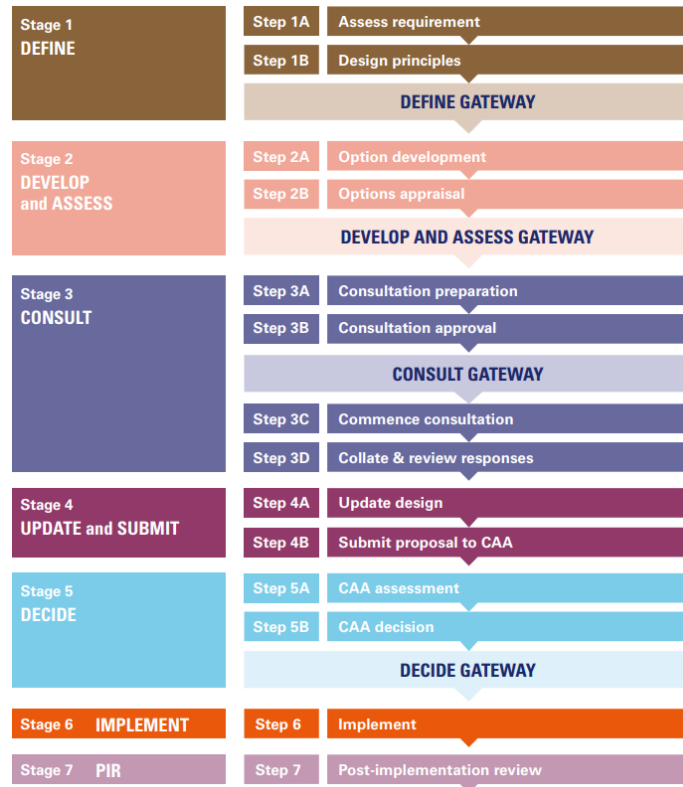 Stage 1
DEFINE
Step 1A Assess requirement
Step 1B Design principles
DEFINE GATEWAY
Stage 2
DEVELOP
and ASSESS
Step 2A Option development
Step 2B Options appraisal
DEVELOP AND ASSESS GATEWAY
Stage 3
CONSULT
Step 3A Consultation preparation
Step 3B Consultation approval
CONSULT GATEWAY
Step 3C Commence consultation
Step 3D Collate & review responses
Stage 4
UPDATE and SUBMIT
Step 4A Update design
Step 4B Submit proposal to CAA
Stage 5
DECIDE
Step 5A CAA assessment
Step 5B CAA decision
DECIDE GATEWAY
Stage 6 IMPLEMENT Step 6 Implement
Stage 7 PIR Step 7 Post-implementation review